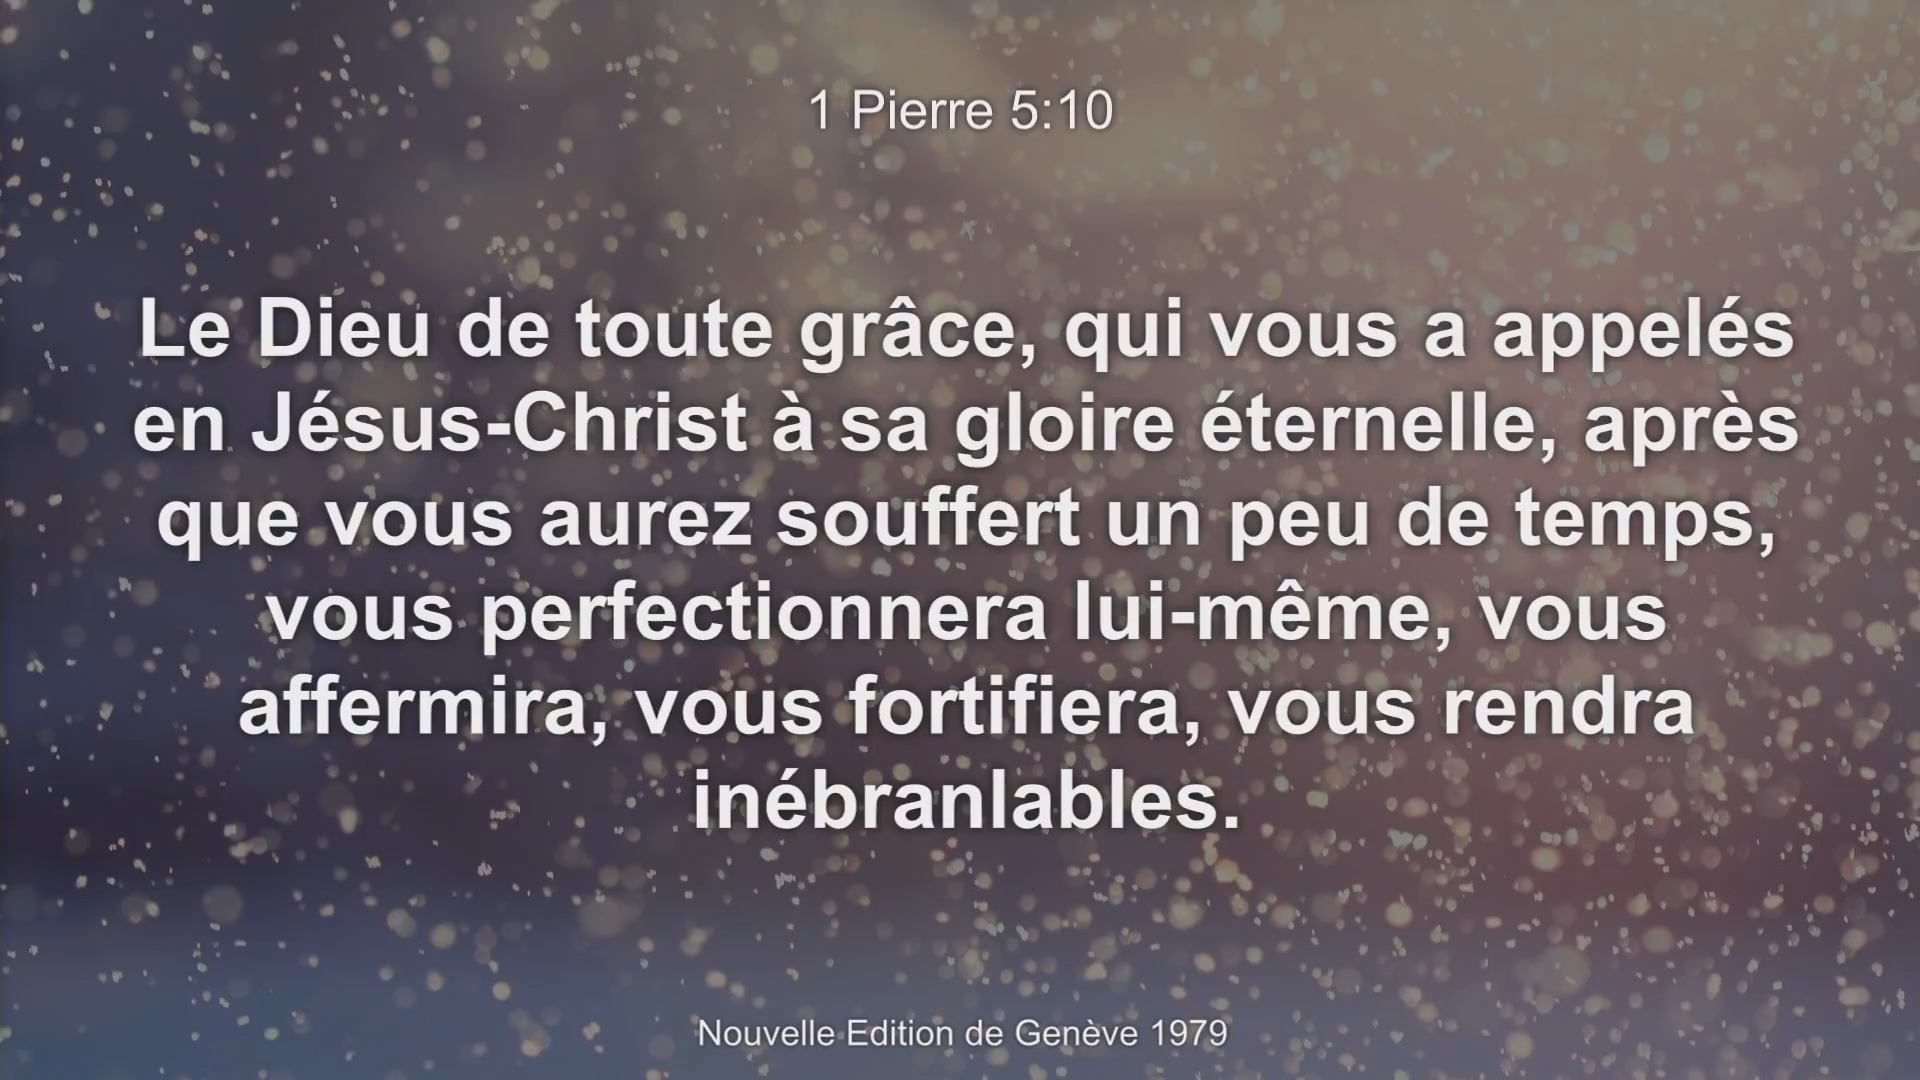 1 Pierre 5:10
Le Dieu de toute grâce, qui vous a appelés
en Jésus-Christ à sa gloire éternelle, après
que vous aurez souffert un peu de temps,
vous perfectionnera lui-même, vous
affermira, vous fortifiera, vous rendra
inébranlables.
Nouvelle Edition de Genève 1979